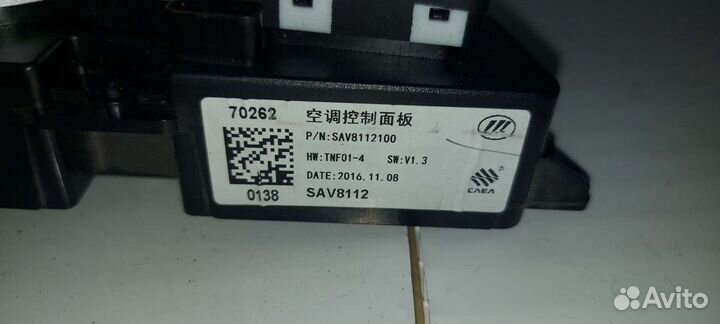 70262 空调控制面板
P/N:SAV8112100
HW:TNF01-4 SW:V1.3
DATE:2016.11.08
0138 SAV8112
CAEA ®
Avito